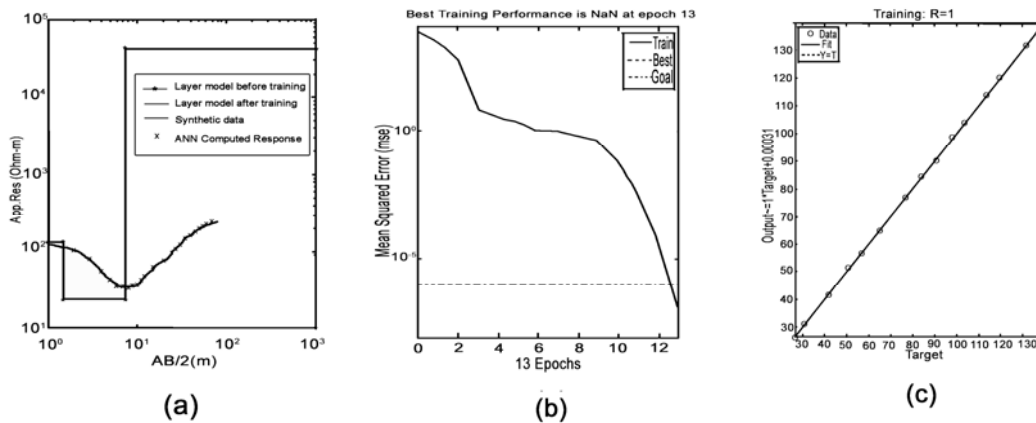 10⁵
10⁴
10³
10²
10¹
App.Res (Ohm-m)
Layer model before training
Layer model after training
Synthetic data
ANN Computed Response
10⁰ 10¹ 10² 10³
AB/2(m)
(a)
Best Training Performance is NaN at epoch 13
Train
Best
Goal
10⁰
10⁻⁵
Mean Squared Error (mse)
0 2 4 6 8 10 12
13 Epochs
(b)
Training: R=1
Data
Fit
Y=T
130
120
110
100
90
80
70
60
50
40
30
Output~=1*Target+0.00031
30 40 50 60 70 80 90 100 110 120 130
Target
(c)